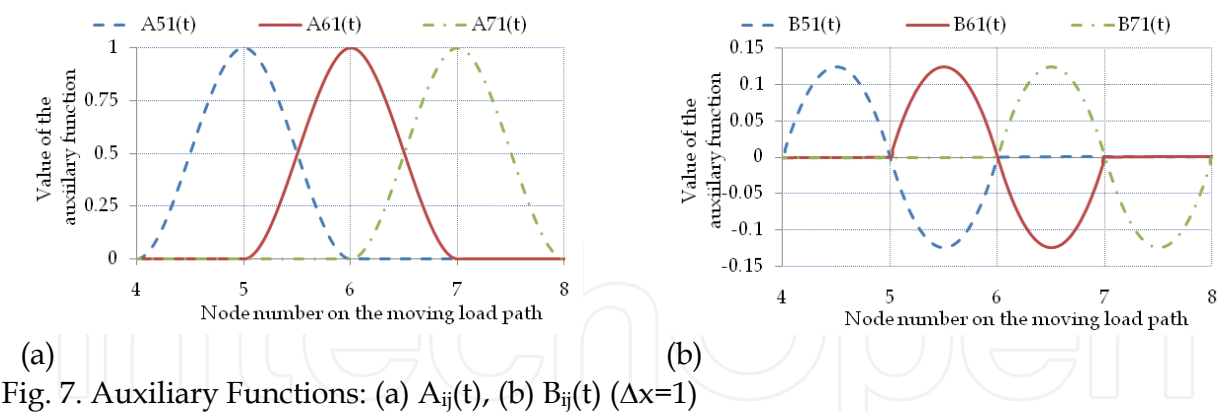 A51(t) A61(t) A71(t)
Value of the
auxiilary function
1
0.75
0.5
0.25
0
4 5 6 7 8
Node number on the moving load path
(a)
B51(t) B61(t) B71(t)
Value of the
auxiilary function
0.15
0.1
0.05
0
-0.05
-0.1
-0.15
4 5 6 7 8
Node number on the moving load path
(b)
Fig. 7. Auxiliary Functions: (a) Aij(t), (b) Bij(t) (Δx=1)
intechopen